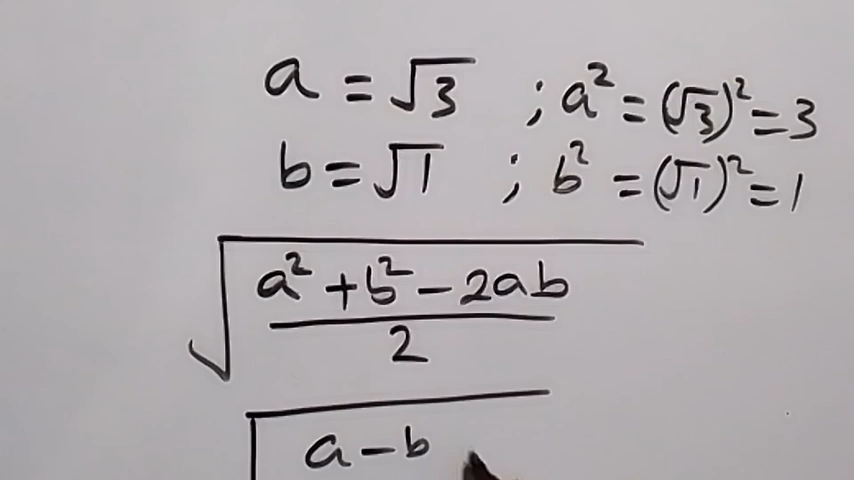 a = √3 ; a² = (√3)² = 3
b = √1 ; b² = (√1)² = 1
√((a² + b² - 2ab)/2)
√(a - b